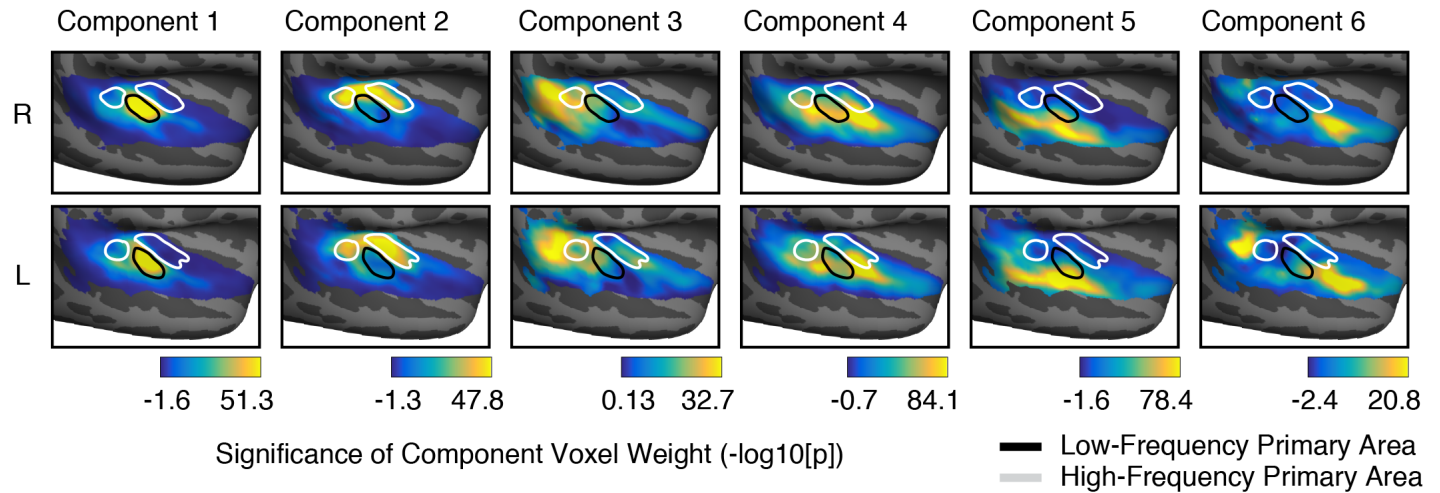 Component 1 Component 2 Component 3 Component 4 Component 5 Component 6
R
L
-1.6 51.3 -1.3 47.8 0.13 32.7 -0.7 84.1 -1.6 78.4 -2.4 20.8
Significance of Component Voxel Weight (-log10[p])
Low-Frequency Primary Area
High-Frequency Primary Area